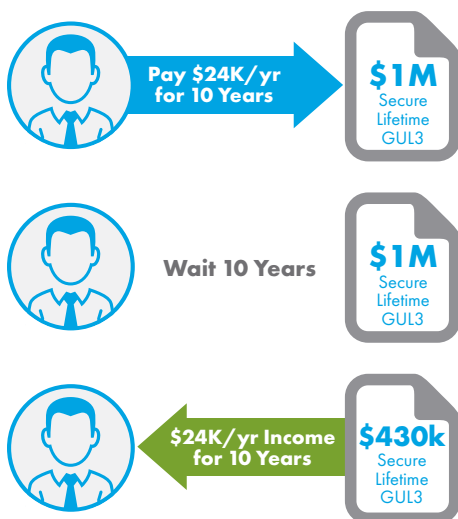 Pay $24K/yr
for 10 Years
$1M
Secure
Lifetime
GUL3
Wait 10 Years
$1M
Secure
Lifetime
GUL3
$24K/yr Income
for 10 Years
$430k
Secure
Lifetime
GUL3